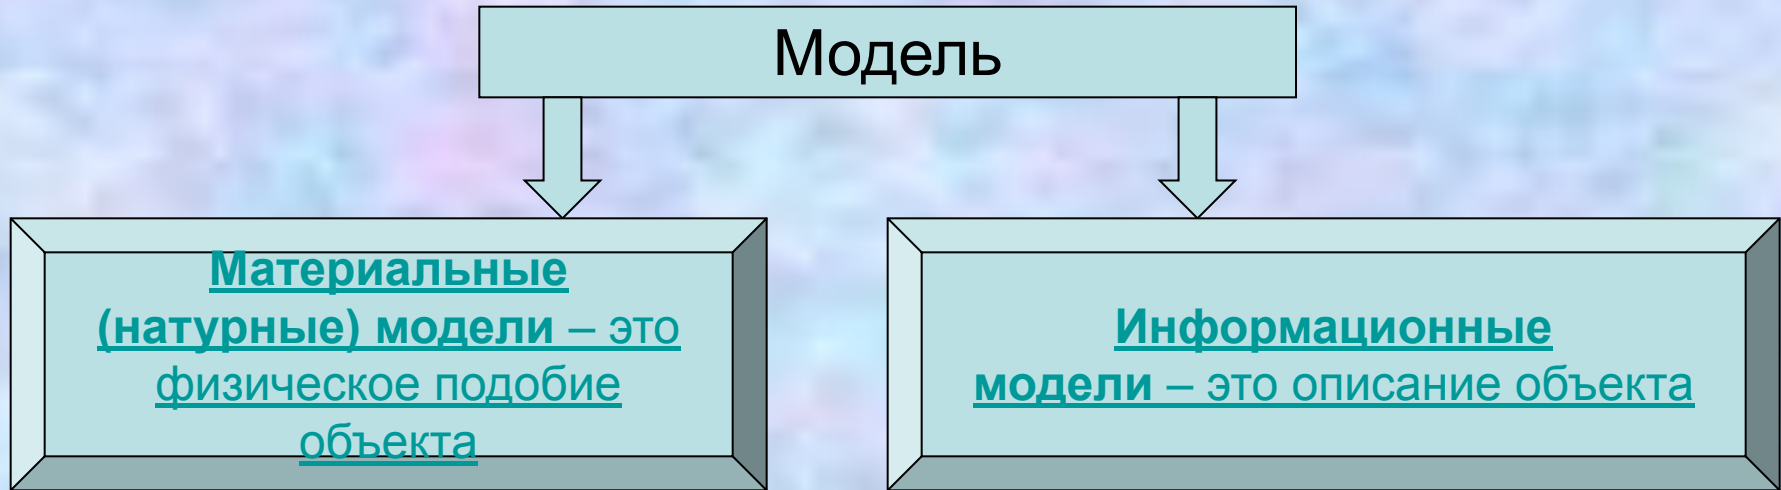 Модель
Материальные
(натурные) модели – это
физическое подобие
объекта
Информационные
модели – это описание объекта